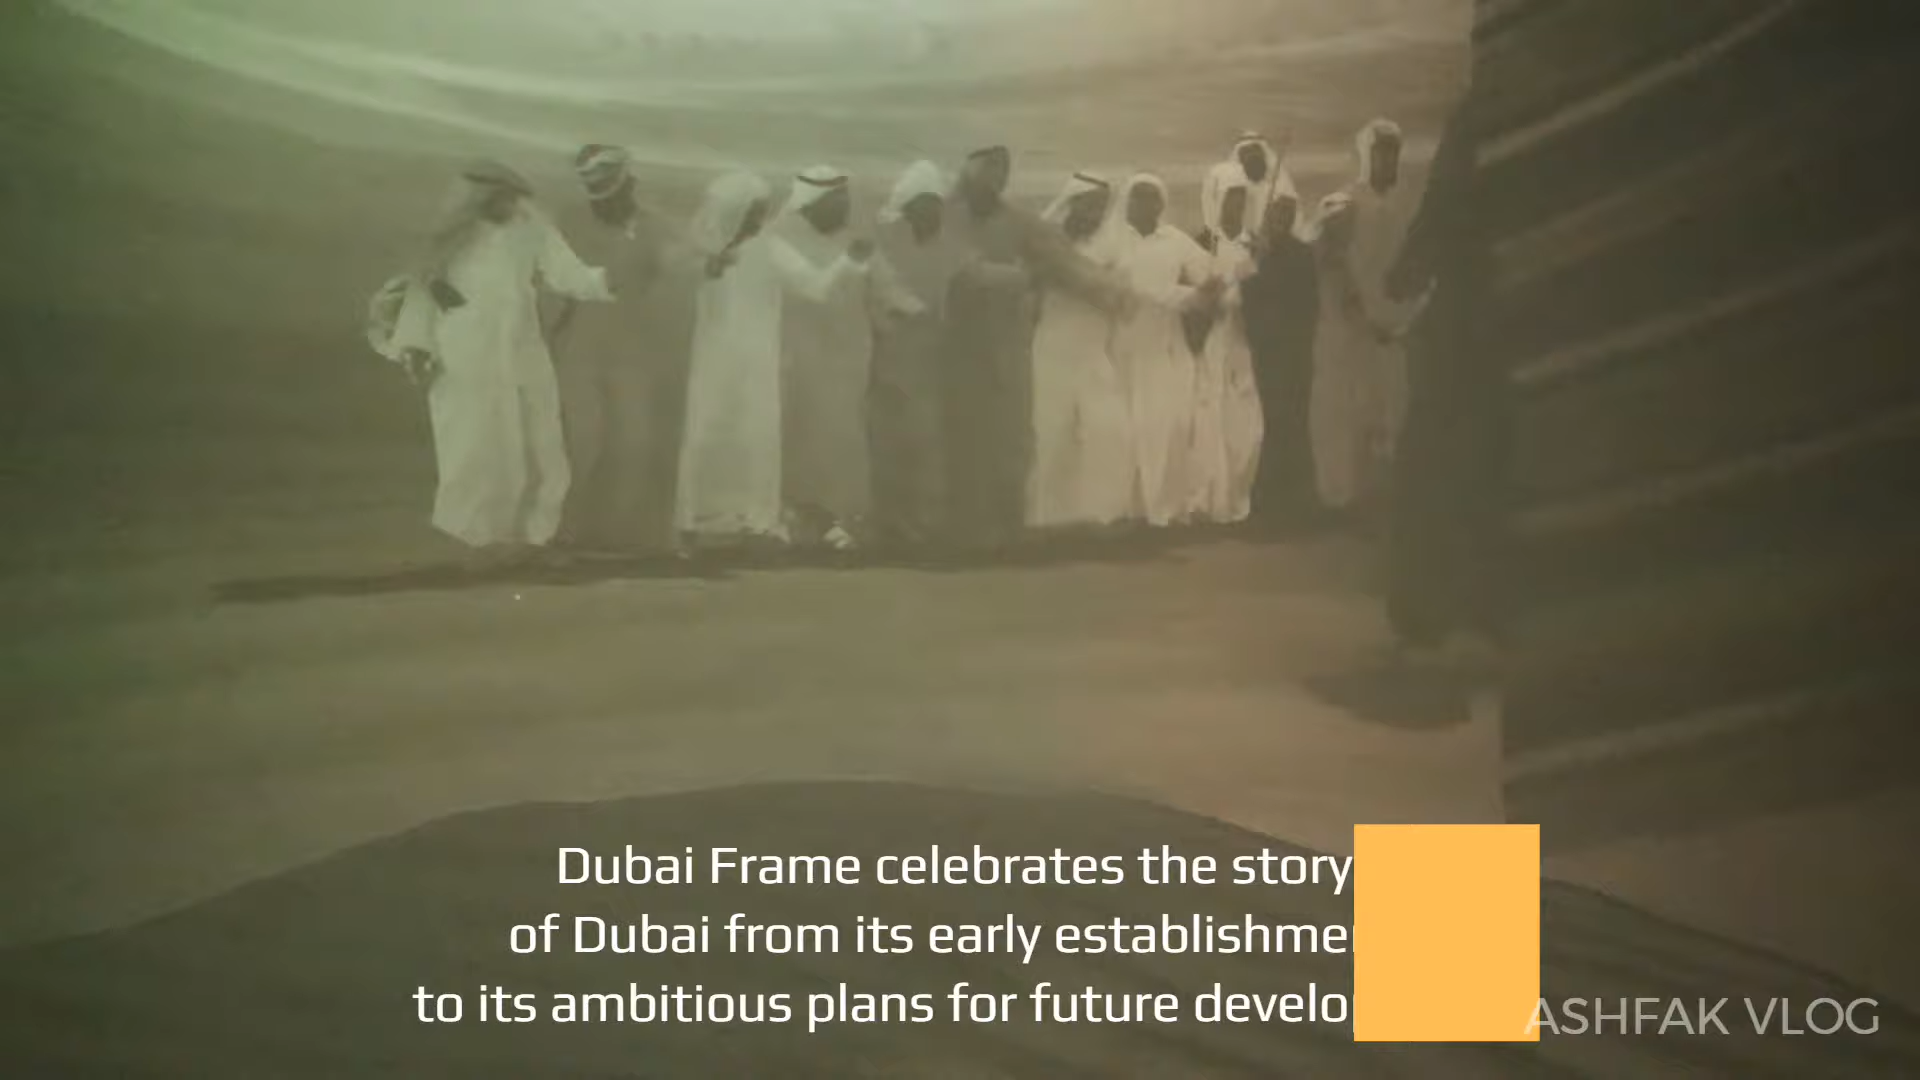 Dubai Frame celebrates the story
of Dubai from its early establishme
to its ambitious plans for future develo
ASHFAK VLOG